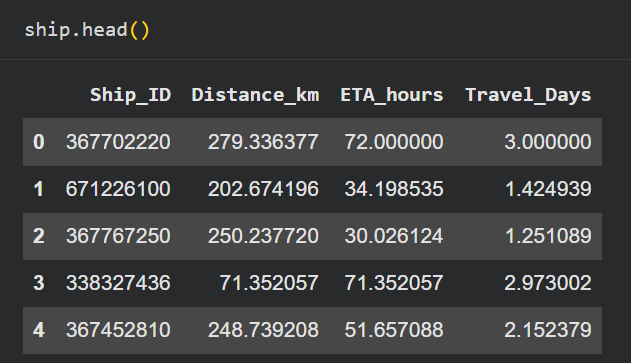 ship.head()
Ship_ID Distance_km ETA_hours Travel_Days
0 367702220 279.336377 72.000000 3.000000
1 671226100 202.674196 34.198535 1.424939
2 367767250 250.237720 30.026124 1.251089
3 338327436 71.352057 71.352057 2.973002
4 367452810 248.739208 51.657088 2.152379